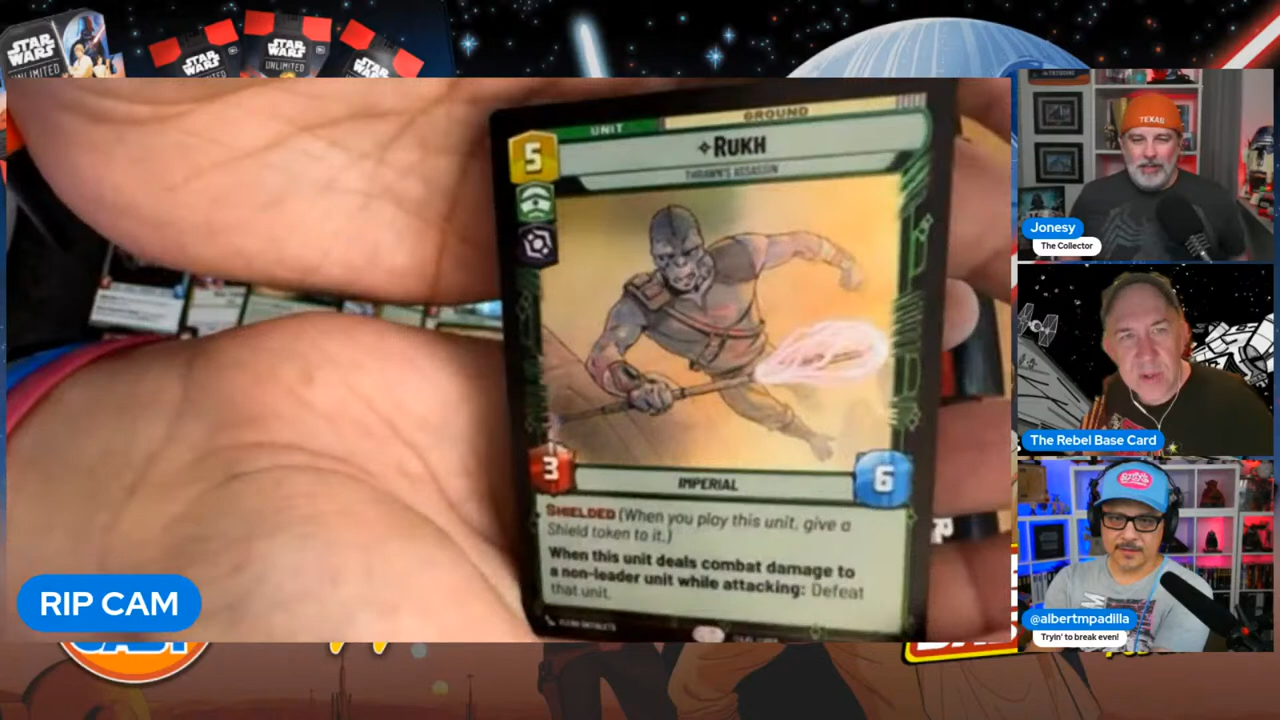 STAR
WARS
UNLIMITED
STAR
WARS
STAR
WARS
UNLIMITED
STAR
WARS
UNIT
GROUND
5
RUKH
THRAWN'S ASSASSIN
3
IMPERIAL
6
SHIELDED (When you play this unit, give a
Shield token to it.)
When this unit deals combat damage to
a non-leader unit while attacking: Defeat
that unit.
RIP CAM
TEXAS
Jonesy
The Collector
The Rebel Base Card
@albertmpadilla
Tryin' to break even!